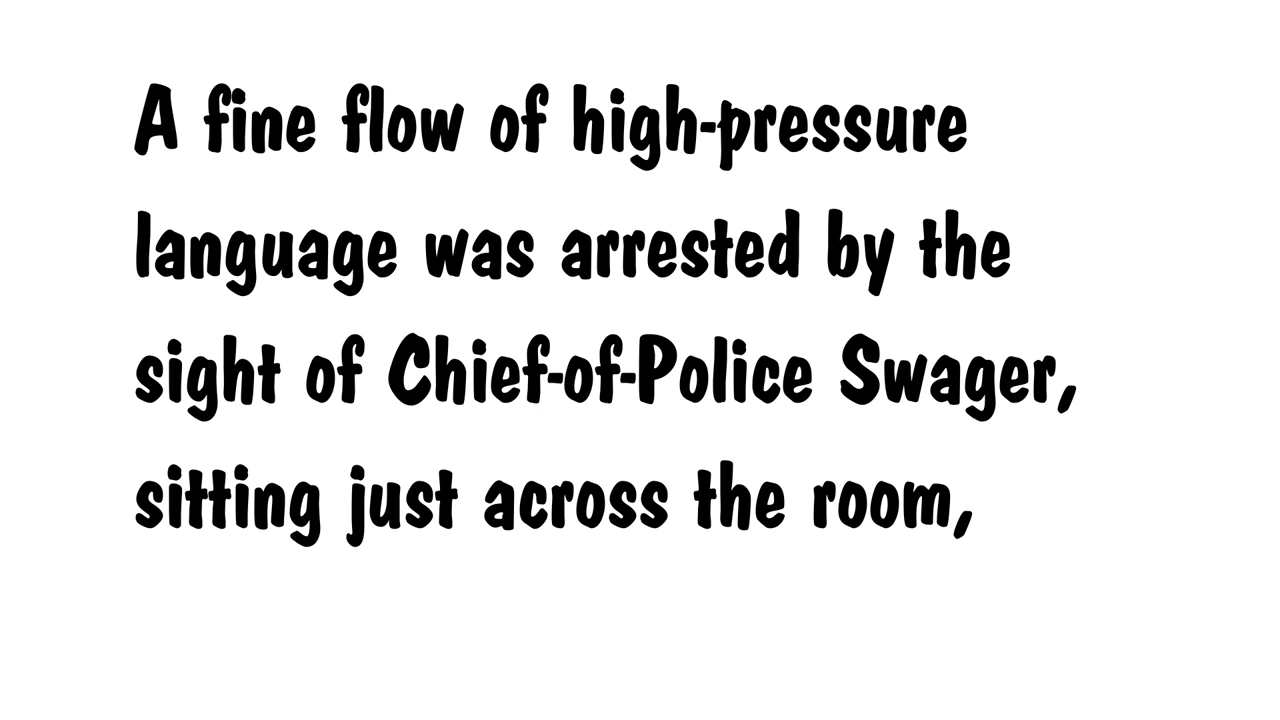 A fine flow of high-pressure
language was arrested by the
sight of Chief-of-Police Swager,
sitting just across the room,